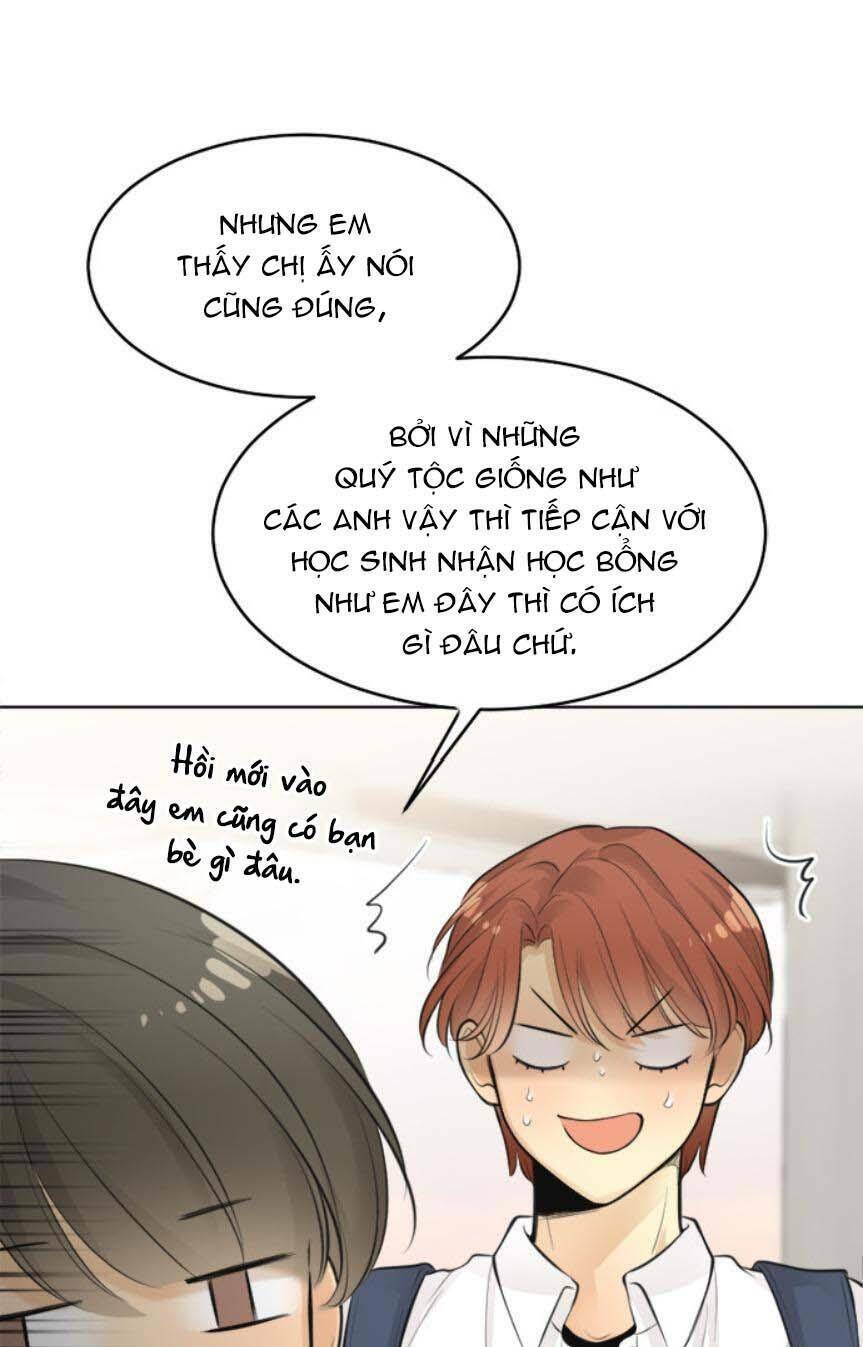 NHƯNG EM
THẤY CHỊ ẤY NÓI
CŨNG ĐÚNG,
BỞI VÌ NHỮNG
QUÝ TỘC GIỐNG NHƯ
CÁC ANH VẬY THÌ TIẾP CẬN VỚI
HỌC SINH NHẬN HỌC BỔNG
NHƯ EM ĐÂY THÌ CÓ ÍCH
GÌ ĐÂU CHỨ.
Hồi mới vào
đây em cũng có bạn
bè gì đâu.